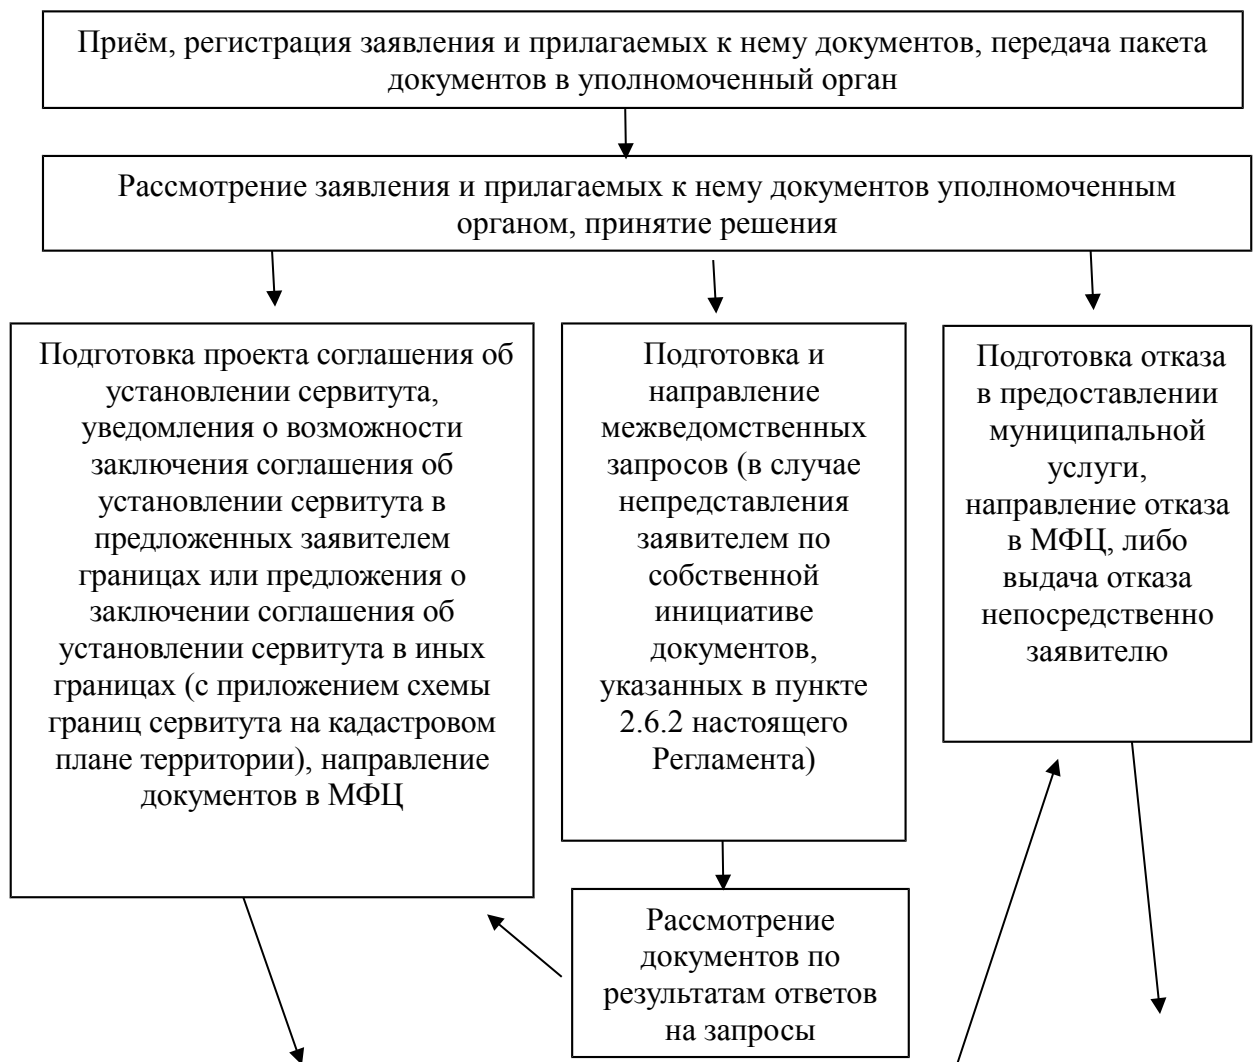 Приём, регистрация заявления и прилагаемых к нему документов, передача пакета
документов в уполномоченный орган
Рассмотрение заявления и прилагаемых к нему документов уполномоченным
органом, принятие решения
Подготовка проекта соглашения об
установлении сервитута,
уведомления о возможности
заключения соглашения об
установлении сервитута в
предложенных заявителем
границах или предложения о
заключении соглашения об
установлении сервитута в иных
границах (с приложением схемы
границ сервитута на кадастровом
плане территории), направление
документов в МФЦ
Подготовка и
направление
межведомственных
запросов (в случае
непредставления
заявителем по
собственной
инициативе
документов,
указанных в пункте
2.6.2 настоящего
Регламента)
Подготовка отказа
в предоставлении
муниципальной
услуги,
направление отказа
в МФЦ, либо
выдача отказа
непосредственно
заявителю
Рассмотрение
документов по
результатам ответов
на запросы